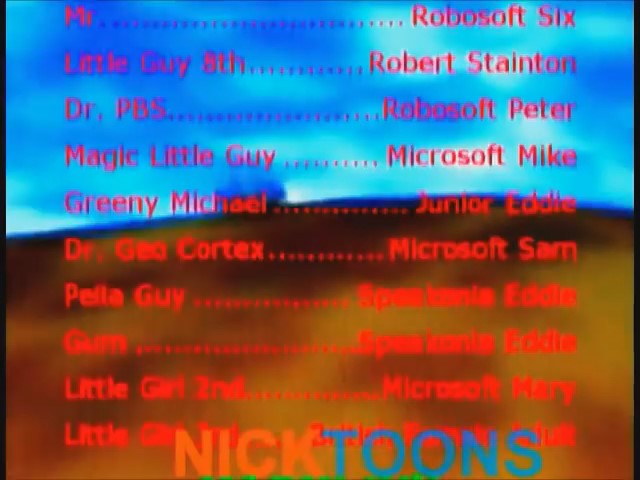 Mr....................................Robosoft Six
Little Guy 8th............Robert Stainton
Dr. PBS.........................Robosoft Peter
Magic Little Guy .......... Microsoft Mike
Greeny Michael................Junior Eddie
Dr. Geo Cortex............Microsoft Sam
Pella Guy ................ Speakonia Eddie
Gum .........................Speakonia Eddie
Little Girl 2nd...............Microsoft Mary
Little Girl
NICKTOONS